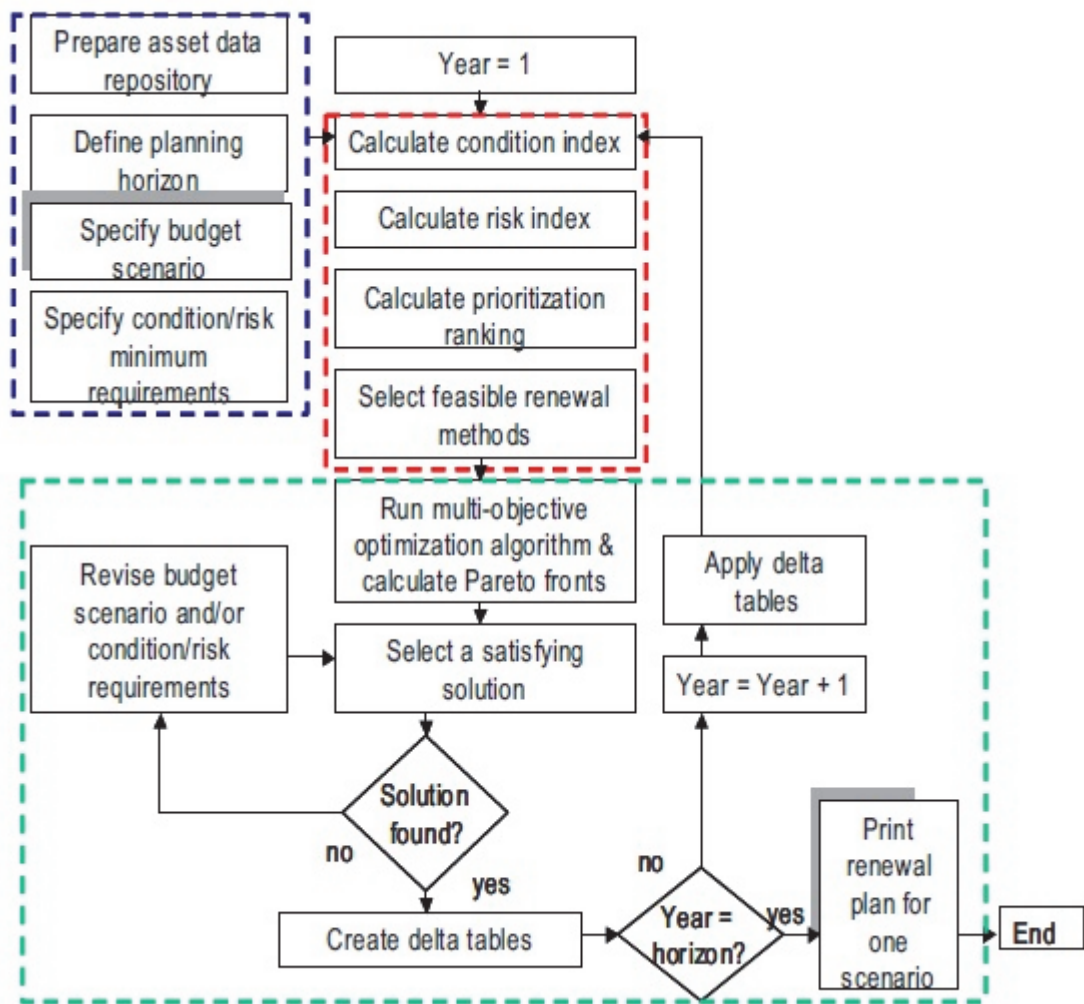 Prepare asset data
repository
Define planning
horizon
Specify budget
scenario
Specify condition/risk
minimum
requirements
Year = 1
Calculate condition index
Calculate risk index
Calculate prioritization
ranking
Select feasible renewal
methods
Run multi-objective
optimization algorithm &
calculate Pareto fronts
Revise budget
scenario and/or
condition/risk
requirements
Select a satisfying
solution
Apply delta
tables
Year = Year + 1
Solution
found?
no
yes
Create delta tables
no
Year =
horizon?
yes
Print
renewal
plan for
one
scenario
End